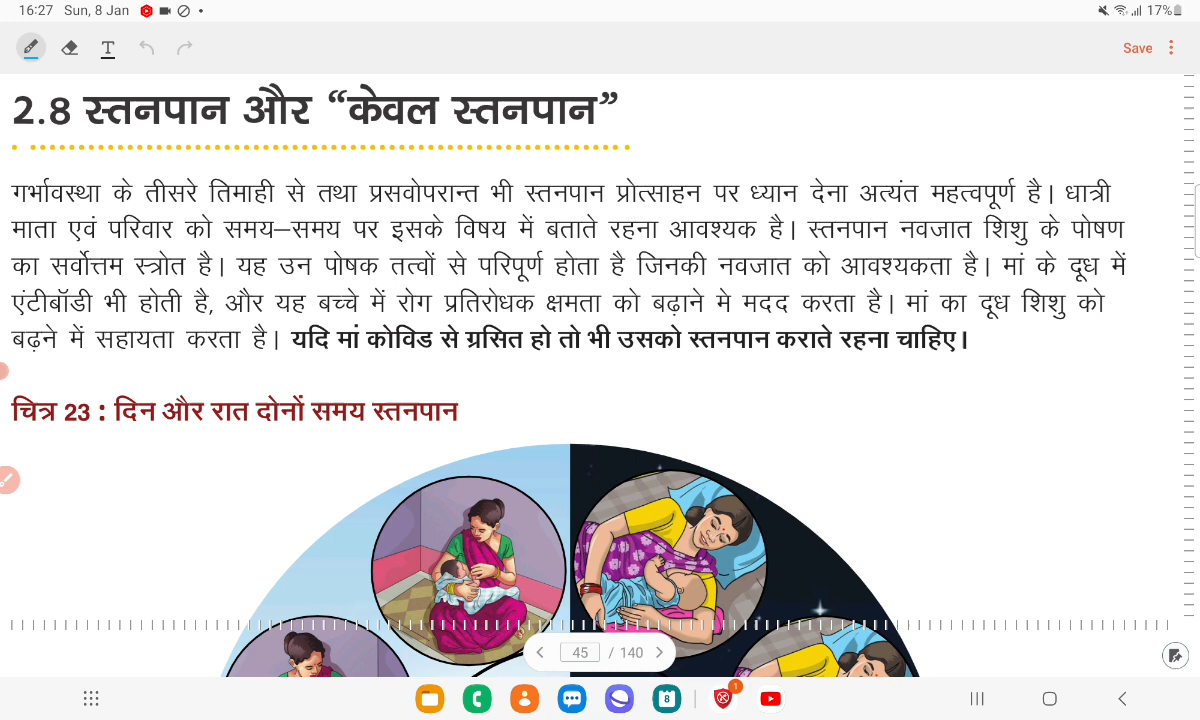 16:27 Sun, 8 Jan
17%
T
Save
2.8 स्तनपान और “केवल स्तनपान”
गर्भावस्था के तीसरे तिमाही से तथा प्रसवोपरान्त भी स्तनपान प्रोत्साहन पर ध्यान देना अत्यंत महत्वपूर्ण है। धात्री
माता एवं परिवार को समय–समय पर इसके विषय में बताते रहना आवश्यक है। स्तनपान नवजात शिशु के पोषण
का सर्वोत्तम स्त्रोत है। यह उन पोषक तत्वों से परिपूर्ण होता है जिनकी नवजात को आवश्यकता है। मां के दूध में
एंटीबॉडी भी होती है, और यह बच्चे में रोग प्रतिरोधक क्षमता को बढ़ाने मे मदद करता है। मां का दूध शिशु को
बढ़ने में सहायता करता है। यदि मां कोविड से ग्रसित हो तो भी उसको स्तनपान कराते रहना चाहिए।
चित्र 23 : दिन और रात दोनों समय स्तनपान
45 / 140
8
1